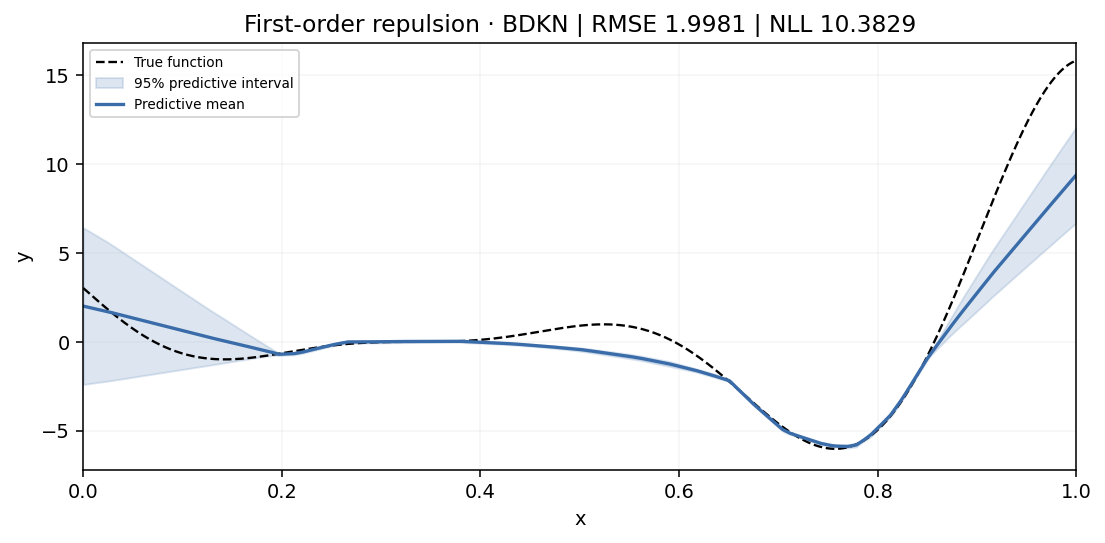 First-order repulsion · BDKN | RMSE 1.9981 | NLL 10.3829
True function
95% predictive interval
Predictive mean
15
10
5
0
−5
y
0.0 0.2 0.4 0.6 0.8 1.0
x